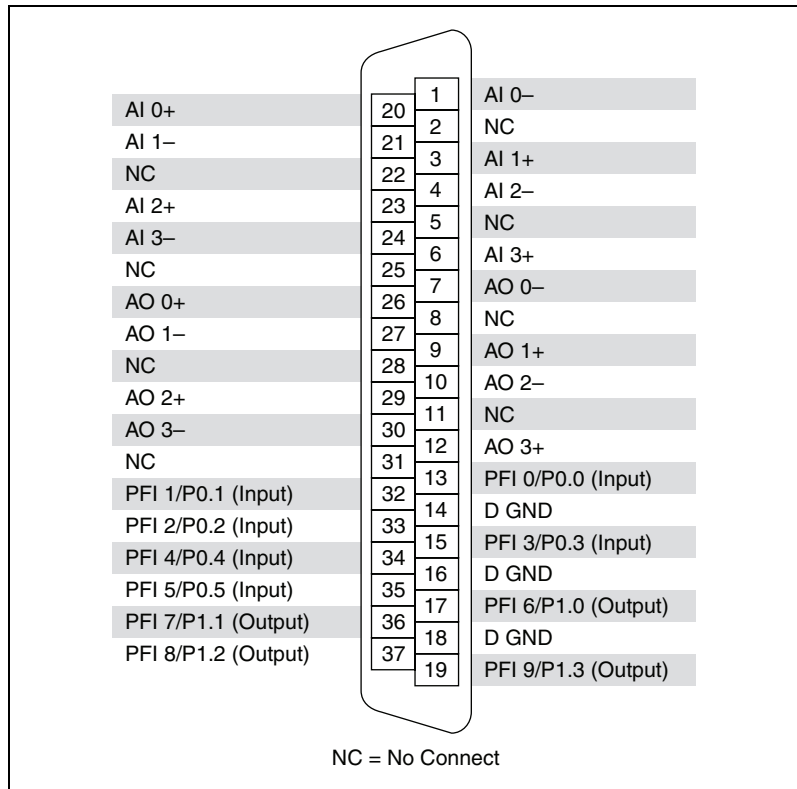 AI 0+
AI 1–
NC
AI 2+
AI 3–
NC
AO 0+
AO 1–
NC
AO 2+
AO 3–
NC
PFI 1/P0.1 (Input)
PFI 2/P0.2 (Input)
PFI 4/P0.4 (Input)
PFI 5/P0.5 (Input)
PFI 7/P1.1 (Output)
PFI 8/P1.2 (Output)
20
21
22
23
24
25
26
27
28
29
30
31
32
33
34
35
36
37
1
2
3
4
5
6
7
8
9
10
11
12
13
14
15
16
17
18
19
AI 0–
NC
AI 1+
AI 2–
NC
AI 3+
AO 0–
NC
AO 1+
AO 2–
NC
AO 3+
PFI 0/P0.0 (Input)
D GND
PFI 3/P0.3 (Input)
D GND
PFI 6/P1.0 (Output)
D GND
PFI 9/P1.3 (Output)
NC = No Connect